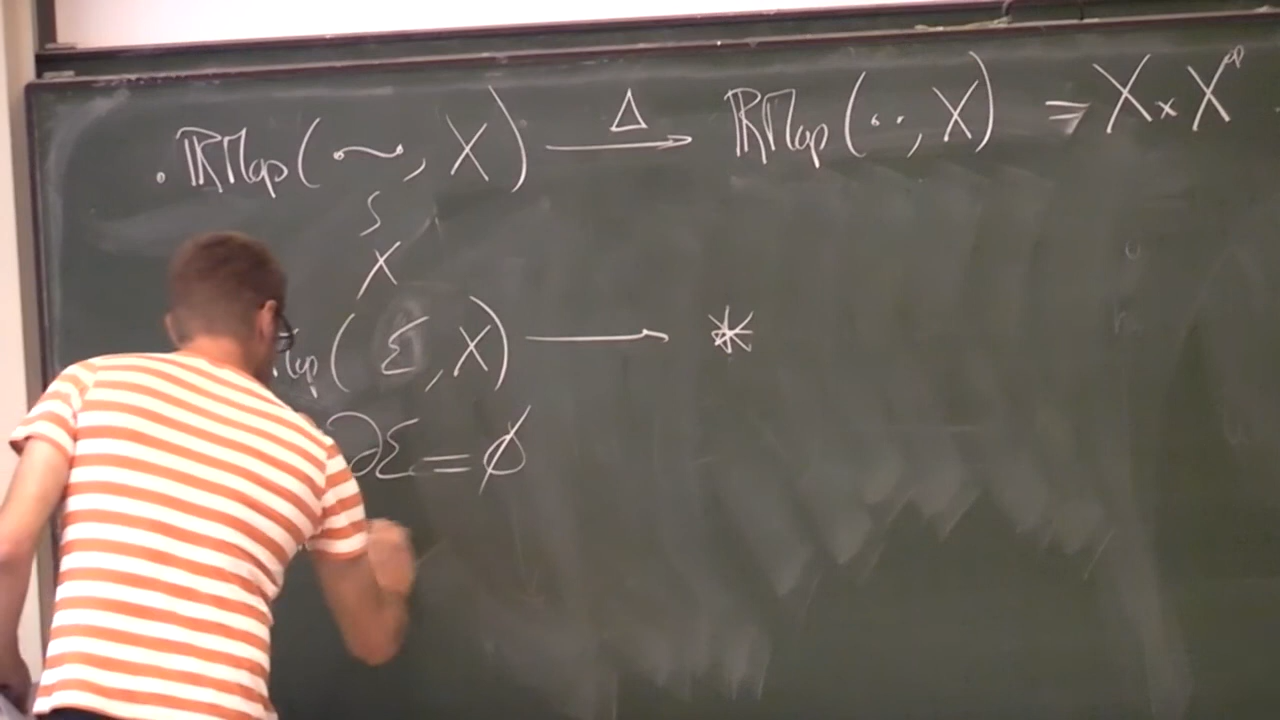 . ℝMap(•~•, X) →^Δ ℝMap(··, X) = X × X^op
S
X
Map(Σ, X) → *
∂Σ = ∅